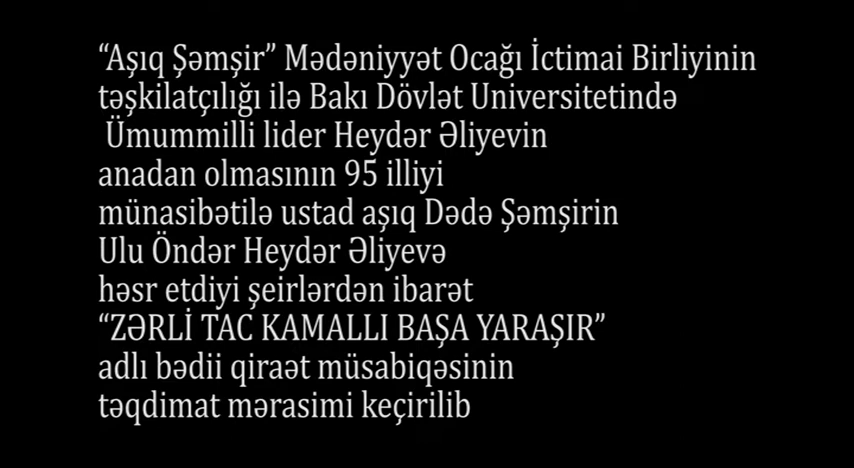 “Aşıq Şəmşir” Mədəniyyət Ocağı İctimai Birliyinin
təşkilatçılığı ilə Bakı Dövlət Universitetində
Ümummilli lider Heydər Əliyevin
anadan olmasının 95 illiyi
münasibətilə ustad aşıq Dədə Şəmşirin
Ulu Öndər Heydər Əliyevə
həsr etdiyi şeirlərdən ibarət
“ZƏRLİ TAC KAMALLI BAŞA YARAŞIR”
adlı bədii qiraət müsabiqəsinin
təqdimat mərasimi keçirilib